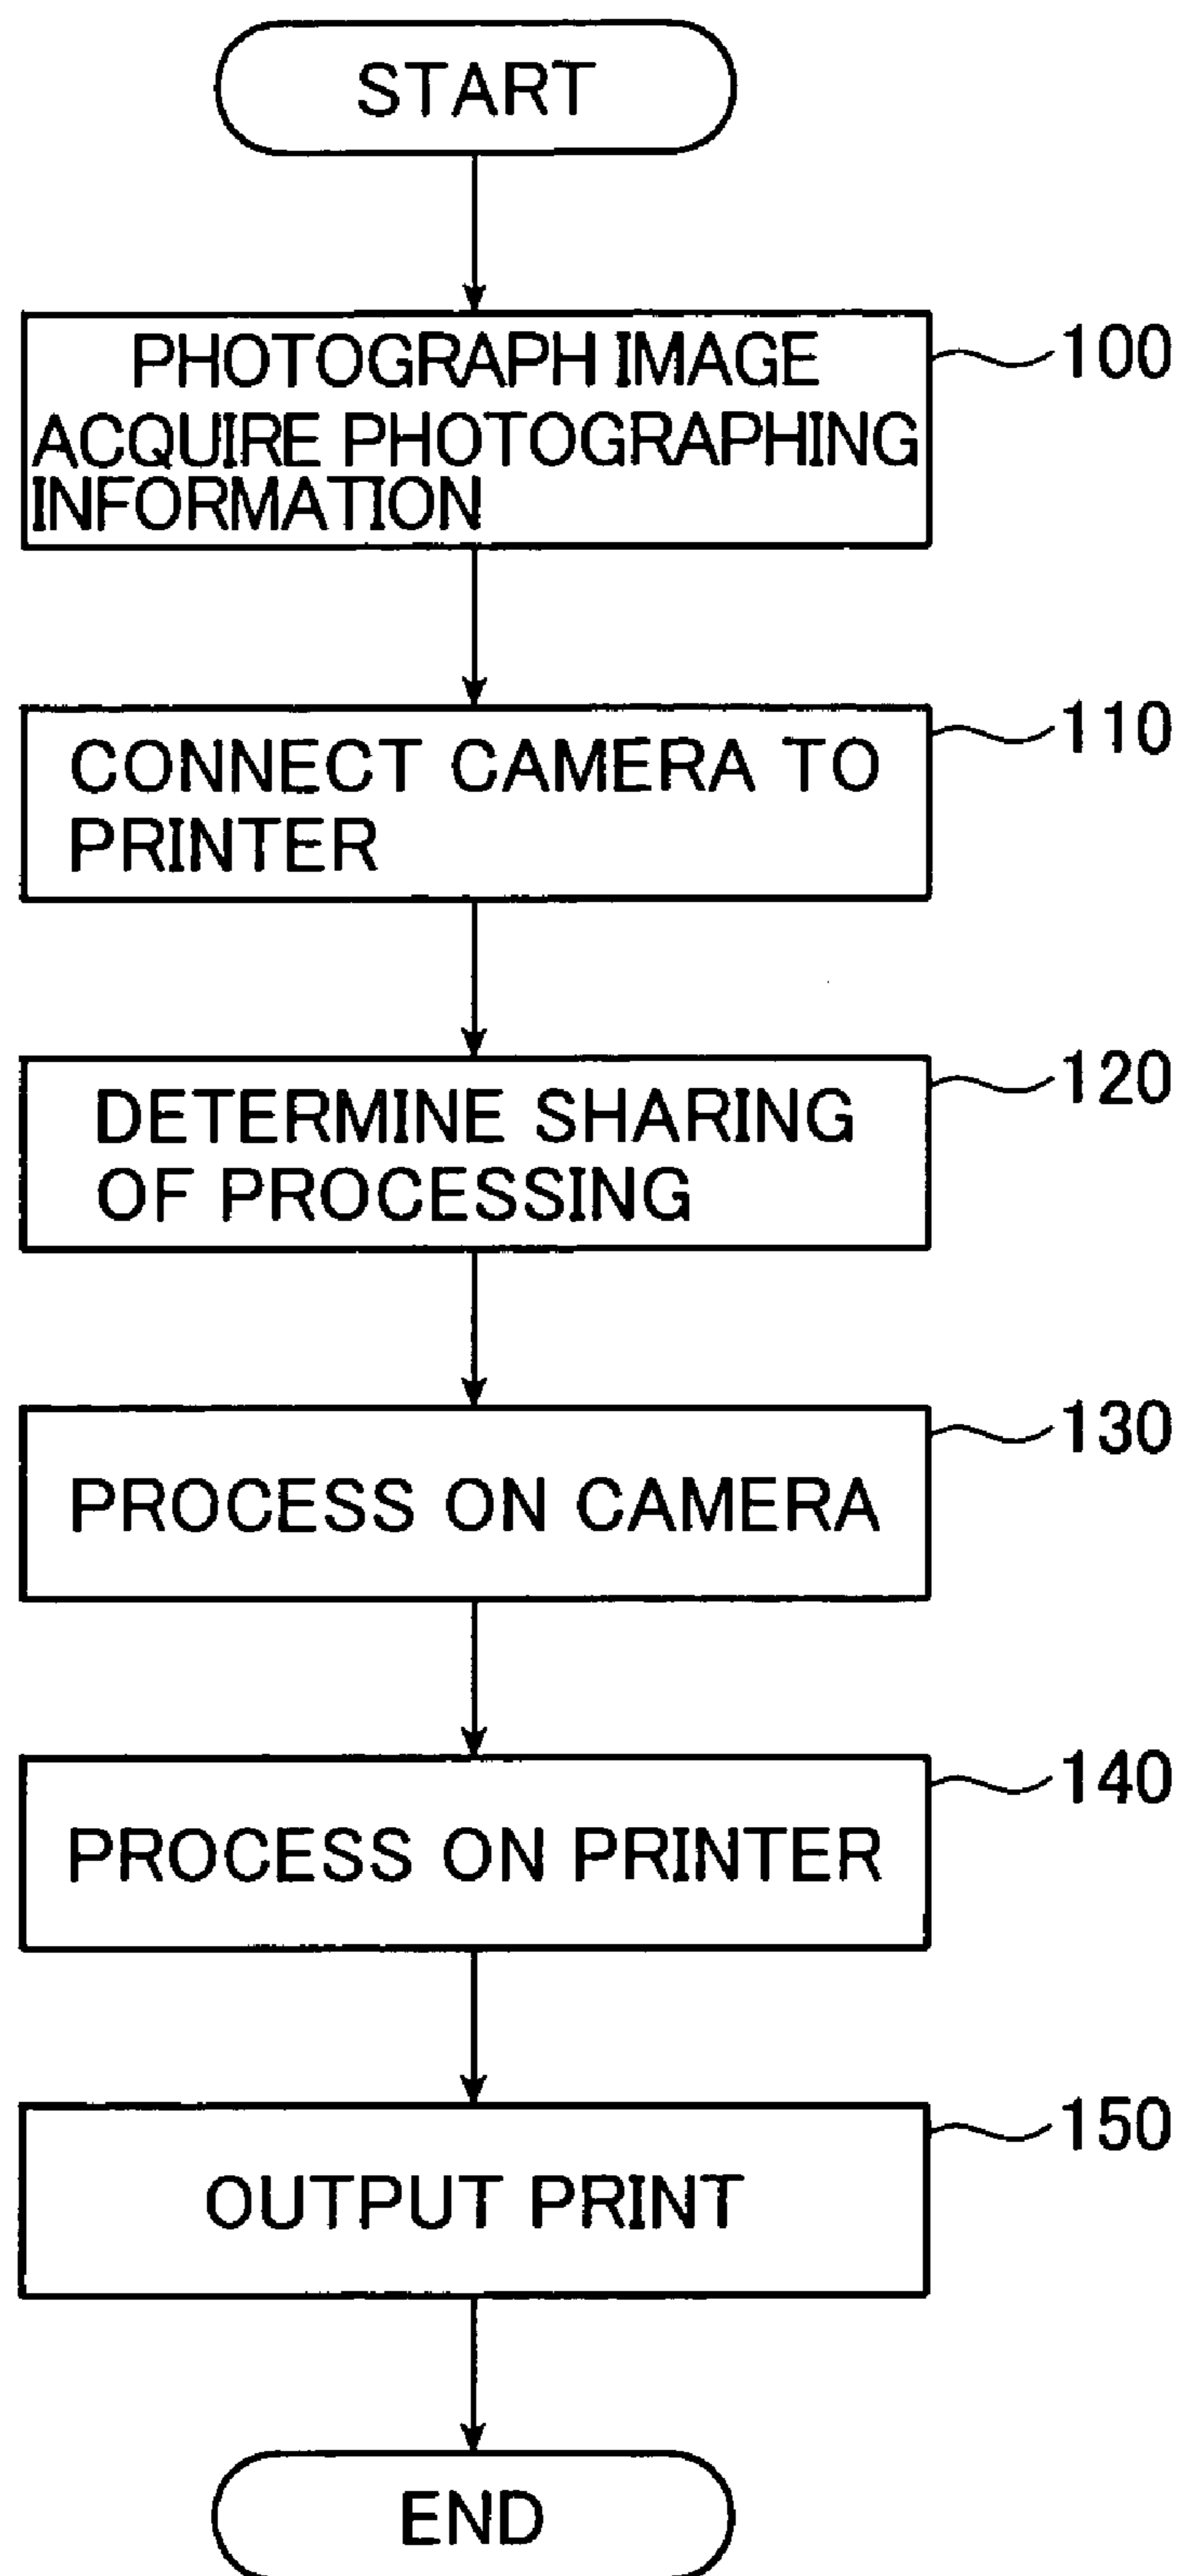 START
PHOTOGRAPH IMAGE
100
ACQUIRE PHOTOGRAPHING
INFORMATION
CONNECT CAMERA TO
110
PRINTER
DETERMINE SHARING
120
OF PROCESSING
PROCESS ON CAMERA
130
PROCESS ON PRINTER
140
OUTPUT PRINT
150
END